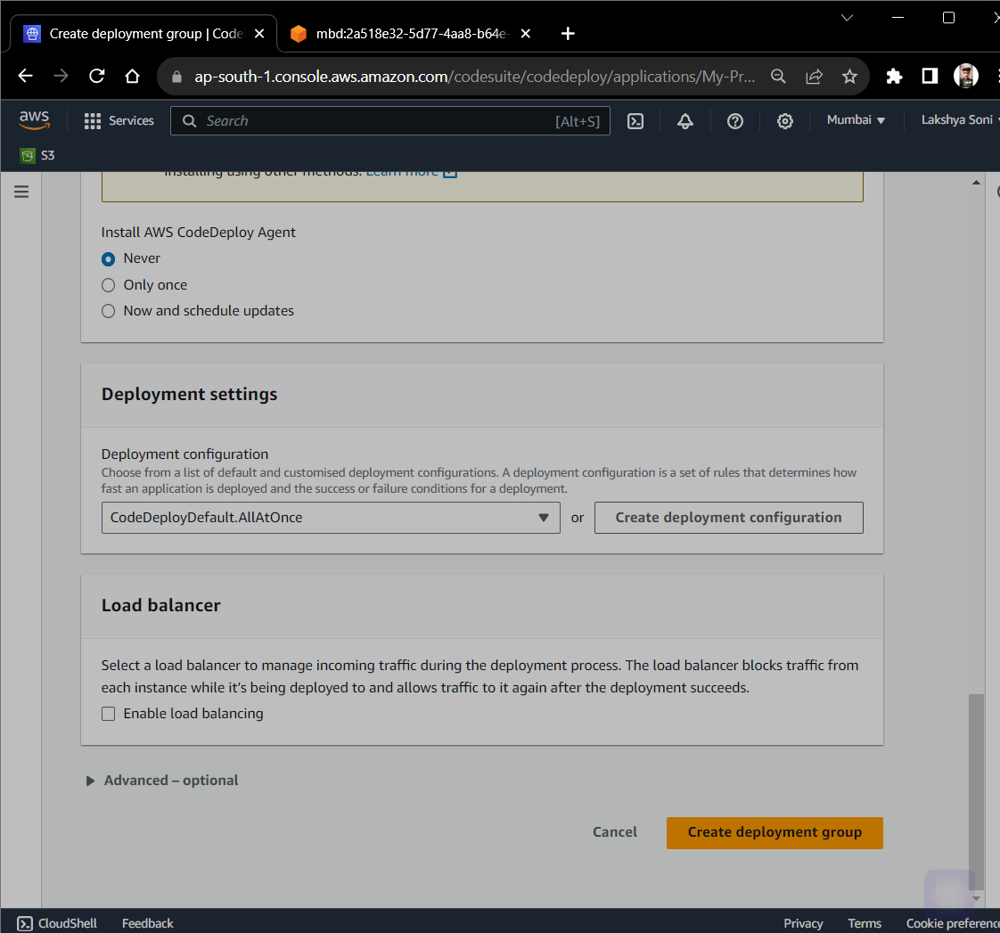 Create deployment group | Code
mbd:2a518e32-5d77-4aa8-b64e-
ap-south-1.console.aws.amazon.com/codesuite/codedeploy/applications/My-Pr...
aws
Services
Search
[Alt+S]
Mumbai
Lakshya Soni
S3
installing using other methods. Learn more
Install AWS CodeDeploy Agent
Never
Only once
Now and schedule updates
Deployment settings
Deployment configuration
Choose from a list of default and customised deployment configurations. A deployment configuration is a set of rules that determines how
fast an application is deployed and the success or failure conditions for a deployment.
CodeDeployDefault.AllAtOnce
or
Create deployment configuration
Load balancer
Select a load balancer to manage incoming traffic during the deployment process. The load balancer blocks traffic from
each instance while it's being deployed to and allows traffic to it again after the deployment succeeds.
Enable load balancing
Advanced – optional
Cancel
Create deployment group
CloudShell
Feedback
Privacy
Terms
Cookie preference